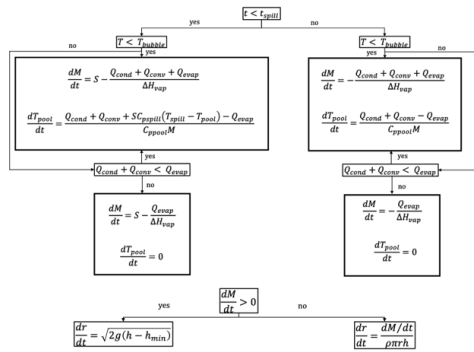 t < t_spill
yes no
no T < T_bubble T < T_bubble no
yes yes
dM/dt = S - (Q_cond + Q_conv + Q_evap)/ΔH_vap
dT_pool/dt = (Q_cond + Q_conv + SC_pspill(T_spill - T_pool) - Q_evap)/(C_ppool M)
dM/dt = -(Q_cond + Q_conv + Q_evap)/ΔH_vap
dT_pool/dt = (Q_cond + Q_conv - Q_evap)/(C_ppool M)
yes yes
Q_cond + Q_conv < Q_evap Q_cond + Q_conv < Q_evap
no no
dM/dt = S - Q_evap/ΔH_vap
dT_pool/dt = 0
dM/dt = -Q_evap/ΔH_vap
dT_pool/dt = 0
dM/dt > 0
yes no
dr/dt = √(2g(h - h_min))
dr/dt = (dM/dt)/(ρπrh)